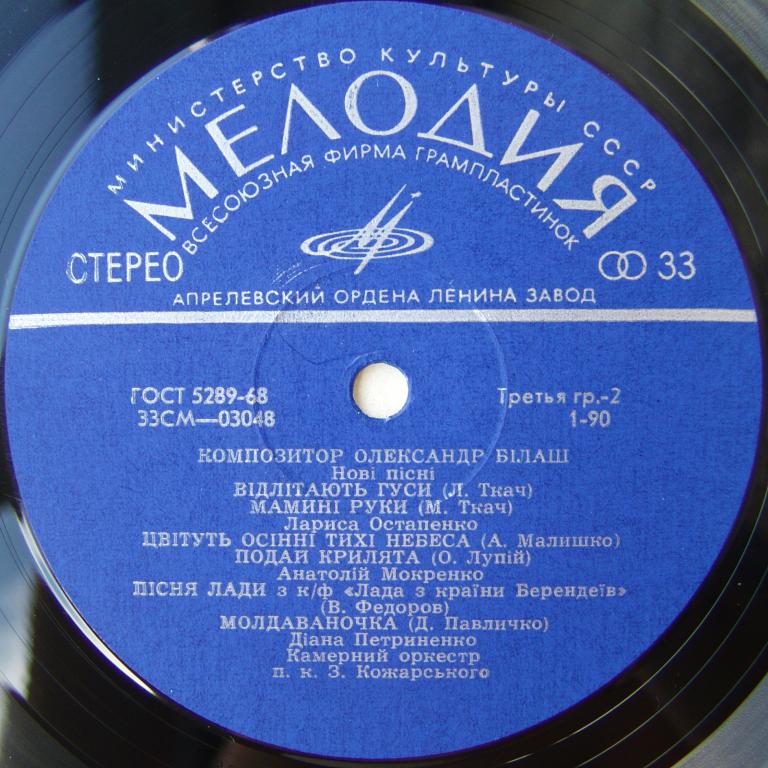 МИНИСТЕРСТВО КУЛЬТУРЫ СССР
МЕЛОДИЯ
ВСЕСОЮЗНАЯ ФИРМА ГРАМПЛАСТИНОК
СТЕРЕО
33
АПРЕЛЕВСКИЙ ОРДЕНА ЛЕНИНА ЗАВОД
ГОСТ 5289-68
Третья гр.-2
33СМ—03048
1-90
КОМПОЗИТОР ОЛЕКСАНДР БІЛАШ
Нові пісні
ВІДЛІТАЮТЬ ГУСИ (Л. Ткач)
МАМИНІ РУКИ (М. Ткач)
Лариса Остапенко
ЦВІТУТЬ ОСІННІ ТИХІ НЕБЕСА (А. Малишко)
ПОДАЙ КРИЛЯТА (О. Лупій)
Анатолій Мокренко
ПІСНЯ ЛАДИ з к/ф «Лада з країни Берендеїв»
(В. Федоров)
МОЛДАВАНОЧКА (Д. Павличко)
Діана Петриненко
Камерний оркестр
п. к. З. Кожарського